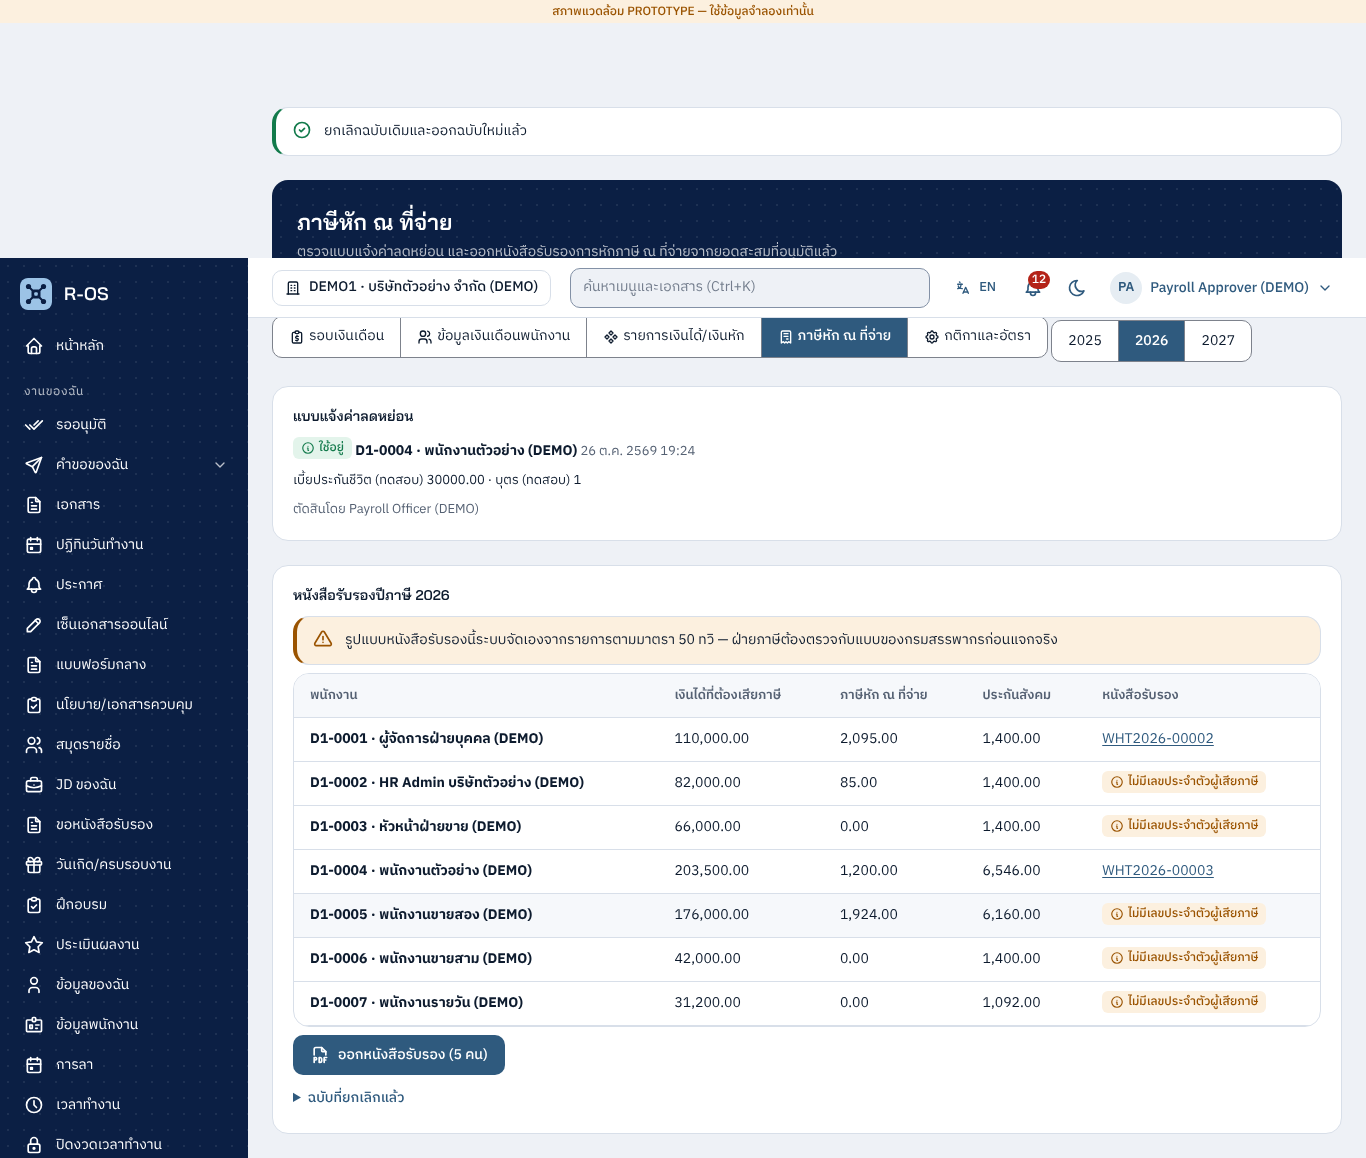 สภาพแวดล้อม PROTOTYPE — ใช้ข้อมูลจำลองเท่านั้น
ยกเลิกฉบับเดิมและออกฉบับใหม่แล้ว
ภาษีหัก ณ ที่จ่าย
ตรวจแบบแจ้งค่าลดหย่อน และออกหนังสือรับรองการหักภาษี ณ ที่จ่ายจากยอดสะสมที่อนุมัติแล้ว
R-OS
DEMO1 · บริษัทตัวอย่าง จำกัด (DEMO)
ค้นหาเมนูและเอกสาร (Ctrl+K)
EN
12
PA Payroll Approver (DEMO)
หน้าหลัก
งานของฉัน
รออนุมัติ
คำขอของฉัน
เอกสาร
ปฏิทินวันทำงาน
ประกาศ
เซ็นเอกสารออนไลน์
แบบฟอร์มกลาง
นโยบาย/เอกสารควบคุม
สมุดรายชื่อ
JD ของฉัน
ขอหนังสือรับรอง
วันเกิด/ครบรอบงาน
ฝึกอบรม
ประเมินผลงาน
ข้อมูลของฉัน
ข้อมูลพนักงาน
การลา
เวลาทำงาน
ปิดงวดเวลาทำงาน
รอบเงินเดือน ข้อมูลเงินเดือนพนักงาน รายการเงินได้/เงินหัก ภาษีหัก ณ ที่จ่าย กติกาและอัตรา
2025 2026 2027
แบบแจ้งค่าลดหย่อน
ใช้อยู่ D1-0004 · พนักงานตัวอย่าง (DEMO) 26 ต.ค. 2569 19:24
เบี้ยประกันชีวิต (ทดสอบ) 30000.00 · บุตร (ทดสอบ) 1
ตัดสินโดย Payroll Officer (DEMO)
หนังสือรับรองปีภาษี 2026
รูปแบบหนังสือรับรองนี้ระบบจัดเองจากรายการตามมาตรา 50 ทวิ — ฝ่ายภาษีต้องตรวจกับแบบของกรมสรรพากรก่อนแจกจริง
พนักงาน เงินได้ที่ต้องเสียภาษี ภาษีหัก ณ ที่จ่าย ประกันสังคม หนังสือรับรอง
D1-0001 · ผู้จัดการฝ่ายบุคคล (DEMO) 110,000.00 2,095.00 1,400.00 WHT2026-00002
D1-0002 · HR Admin บริษัทตัวอย่าง (DEMO) 82,000.00 85.00 1,400.00 ไม่มีเลขประจำตัวผู้เสียภาษี
D1-0003 · หัวหน้าฝ่ายขาย (DEMO) 66,000.00 0.00 1,400.00 ไม่มีเลขประจำตัวผู้เสียภาษี
D1-0004 · พนักงานตัวอย่าง (DEMO) 203,500.00 1,200.00 6,546.00 WHT2026-00003
D1-0005 · พนักงานขายสอง (DEMO) 176,000.00 1,924.00 6,160.00 ไม่มีเลขประจำตัวผู้เสียภาษี
D1-0006 · พนักงานขายสาม (DEMO) 42,000.00 0.00 1,400.00 ไม่มีเลขประจำตัวผู้เสียภาษี
D1-0007 · พนักงานรายวัน (DEMO) 31,200.00 0.00 1,092.00 ไม่มีเลขประจำตัวผู้เสียภาษี
PDF ออกหนังสือรับรอง (5 คน)
ฉบับที่ยกเลิกแล้ว